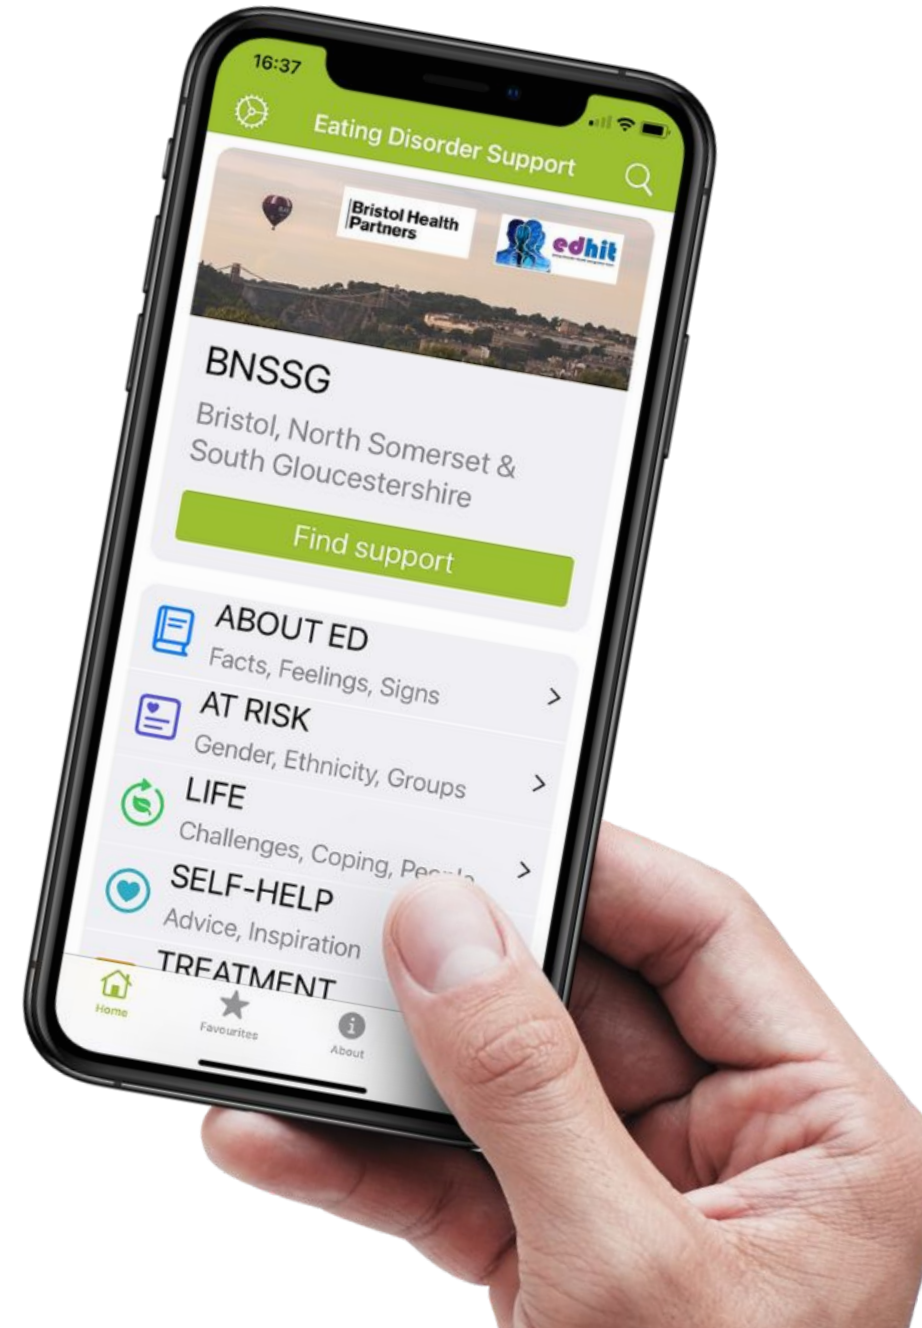 16:37
Eating Disorder Support
Bristol Health
Partners
edhit
BNSSG
Bristol, North Somerset &
South Gloucestershire
Find support
ABOUT ED
Facts, Feelings, Signs
AT RISK
Gender, Ethnicity, Groups
LIFE
Challenges, Coping, People
SELF-HELP
Advice, Inspiration
TREATMENT
Home
Favourites
About